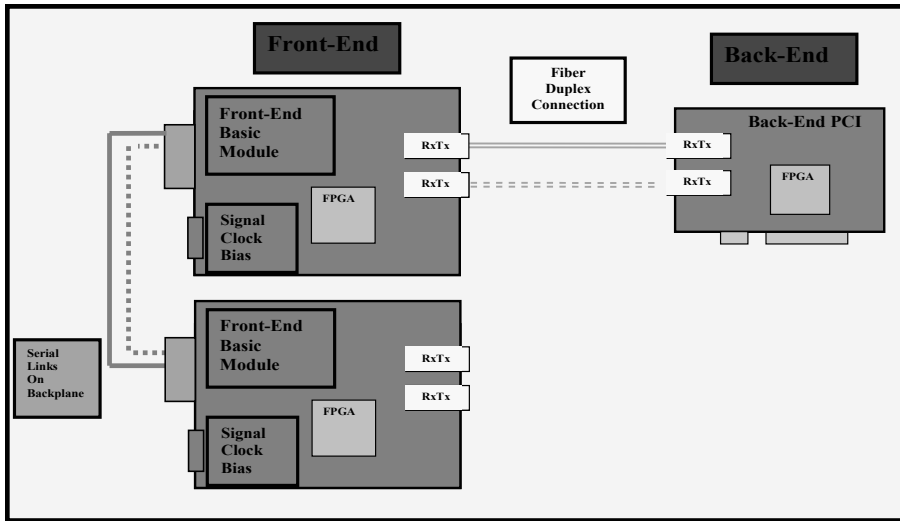 Front-End
Back-End
Fiber
Duplex
Connection
Front-End
Basic
Module
RxTx
RxTx
FPGA
Signal
Clock
Bias
Back-End PCI
RxTx
RxTx
FPGA
Front-End
Basic
Module
RxTx
RxTx
FPGA
Signal
Clock
Bias
Serial
Links
On
Backplane